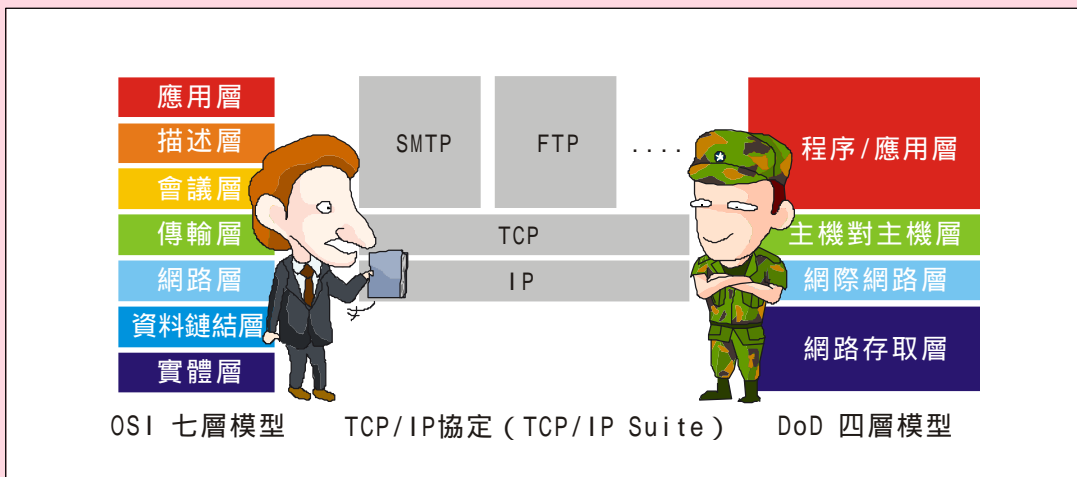 應用層
描述層
會議層
傳輸層
網路層
資料鏈結層
實體層
OSI 七層模型
SMTP
FTP
....
TCP
IP
TCP/IP協定(TCP/IP Suite)
程序/應用層
主機對主機層
網際網路層
網路存取層
DoD 四層模型